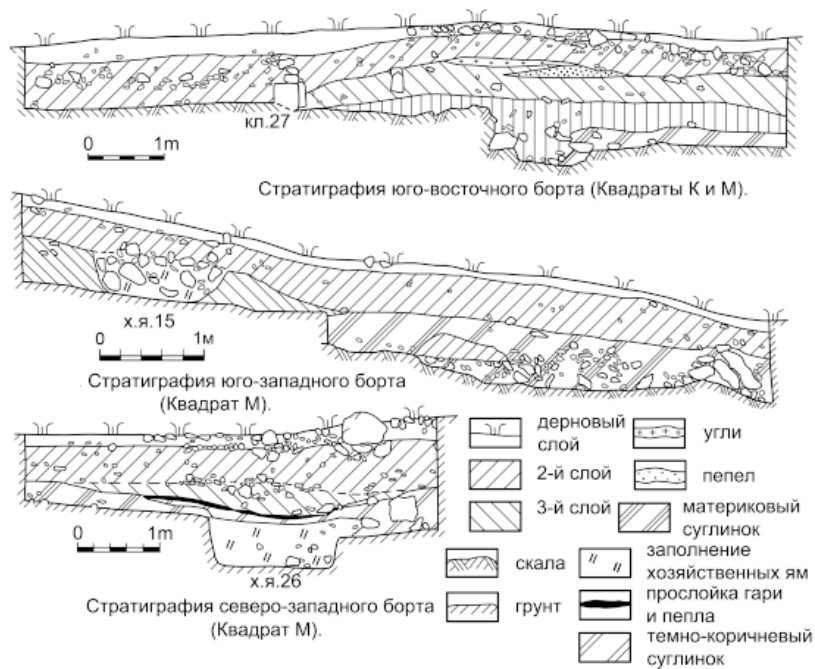 кл.27
0 1m
Стратиграфия юго-восточного борта (Квадраты К и М).
х.я.15
0 1м
Стратиграфия юго-западного борта
(Квадрат М).
0 1m
х.я.26
Стратиграфия северо-западного борта
(Квадрат М).
дерновый
слой
угли
2-й слой
пепел
3-й слой
материковый
суглинок
скала
заполнение
хозяйственных ям
грунт
прослойка гари
и пепла
темно-коричневый
суглинок